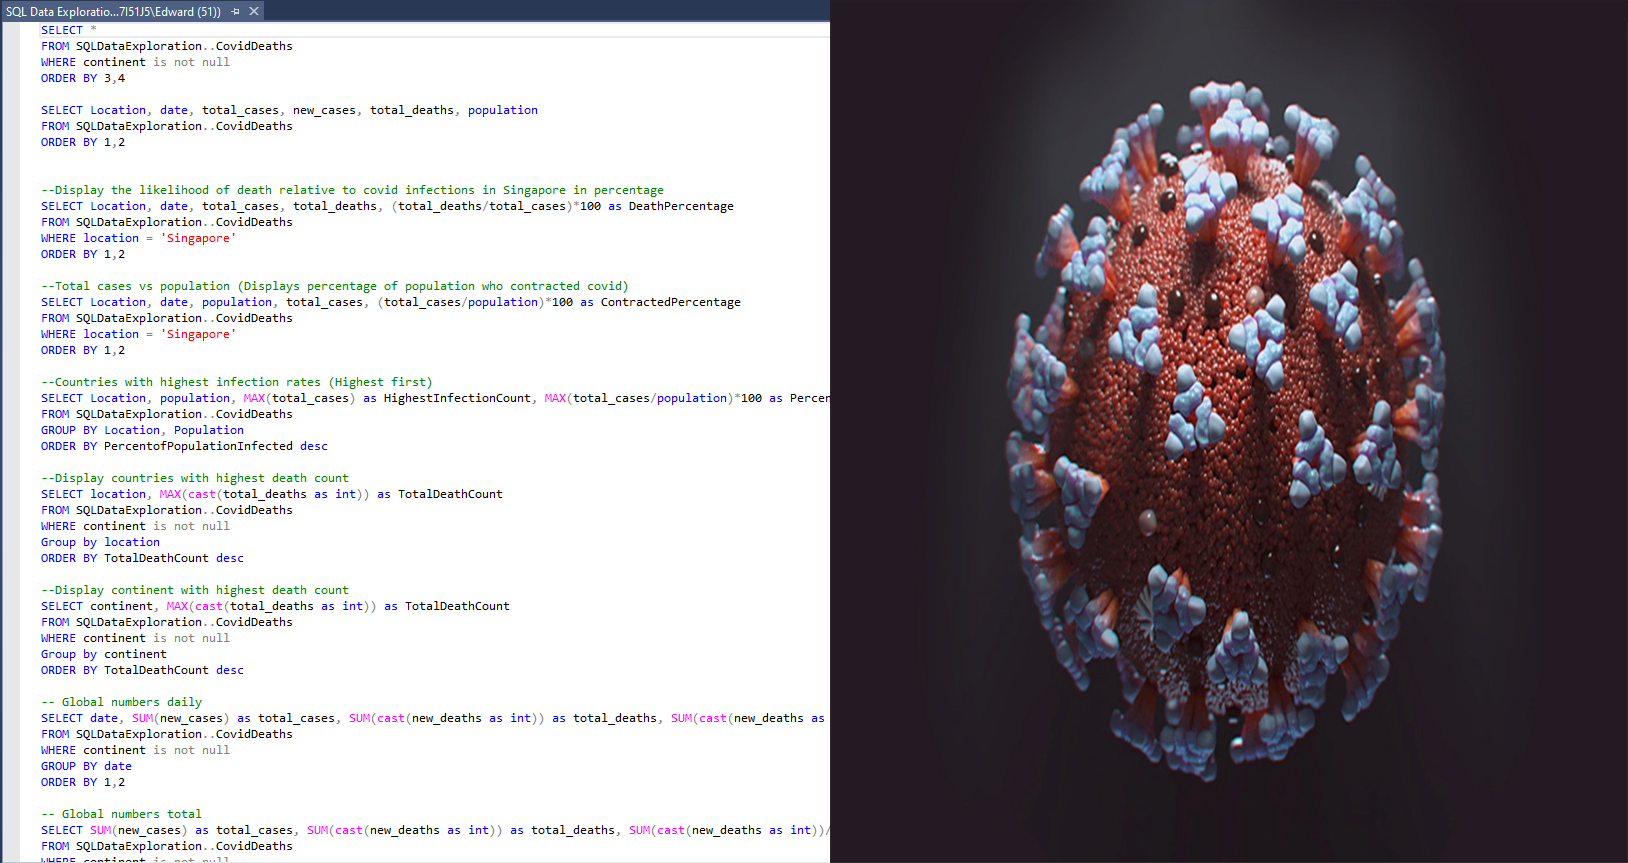 SQL Data Exploratio...7I51J5\Edward (51))
SELECT *
FROM SQLDataExploration..CovidDeaths
WHERE continent is not null
ORDER BY 3,4
SELECT Location, date, total_cases, new_cases, total_deaths, population
FROM SQLDataExploration..CovidDeaths
ORDER BY 1,2
--Display the likelihood of death relative to covid infections in Singapore in percentage
SELECT Location, date, total_cases, total_deaths, (total_deaths/total_cases)*100 as DeathPercentage
FROM SQLDataExploration..CovidDeaths
WHERE location = 'Singapore'
ORDER BY 1,2
--Total cases vs population (Displays percentage of population who contracted covid)
SELECT Location, date, population, total_cases, (total_cases/population)*100 as ContractedPercentage
FROM SQLDataExploration..CovidDeaths
WHERE location = 'Singapore'
ORDER BY 1,2
--Countries with highest infection rates (Highest first)
SELECT Location, population, MAX(total_cases) as HighestInfectionCount, MAX(total_cases/population)*100 as Percen
FROM SQLDataExploration..CovidDeaths
GROUP BY Location, Population
ORDER BY PercentofPopulationInfected desc
--Display countries with highest death count
SELECT location, MAX(cast(total_deaths as int)) as TotalDeathCount
FROM SQLDataExploration..CovidDeaths
WHERE continent is not null
Group by location
ORDER BY TotalDeathCount desc
--Display continent with highest death count
SELECT continent, MAX(cast(total_deaths as int)) as TotalDeathCount
FROM SQLDataExploration..CovidDeaths
WHERE continent is not null
Group by continent
ORDER BY TotalDeathCount desc
-- Global numbers daily
SELECT date, SUM(new_cases) as total_cases, SUM(cast(new_deaths as int)) as total_deaths, SUM(cast(new_deaths as
FROM SQLDataExploration..CovidDeaths
WHERE continent is not null
GROUP BY date
ORDER BY 1,2
-- Global numbers total
SELECT SUM(new_cases) as total_cases, SUM(cast(new_deaths as int)) as total_deaths, SUM(cast(new_deaths as int))/
FROM SQLDataExploration..CovidDeaths
WHERE continent is not null